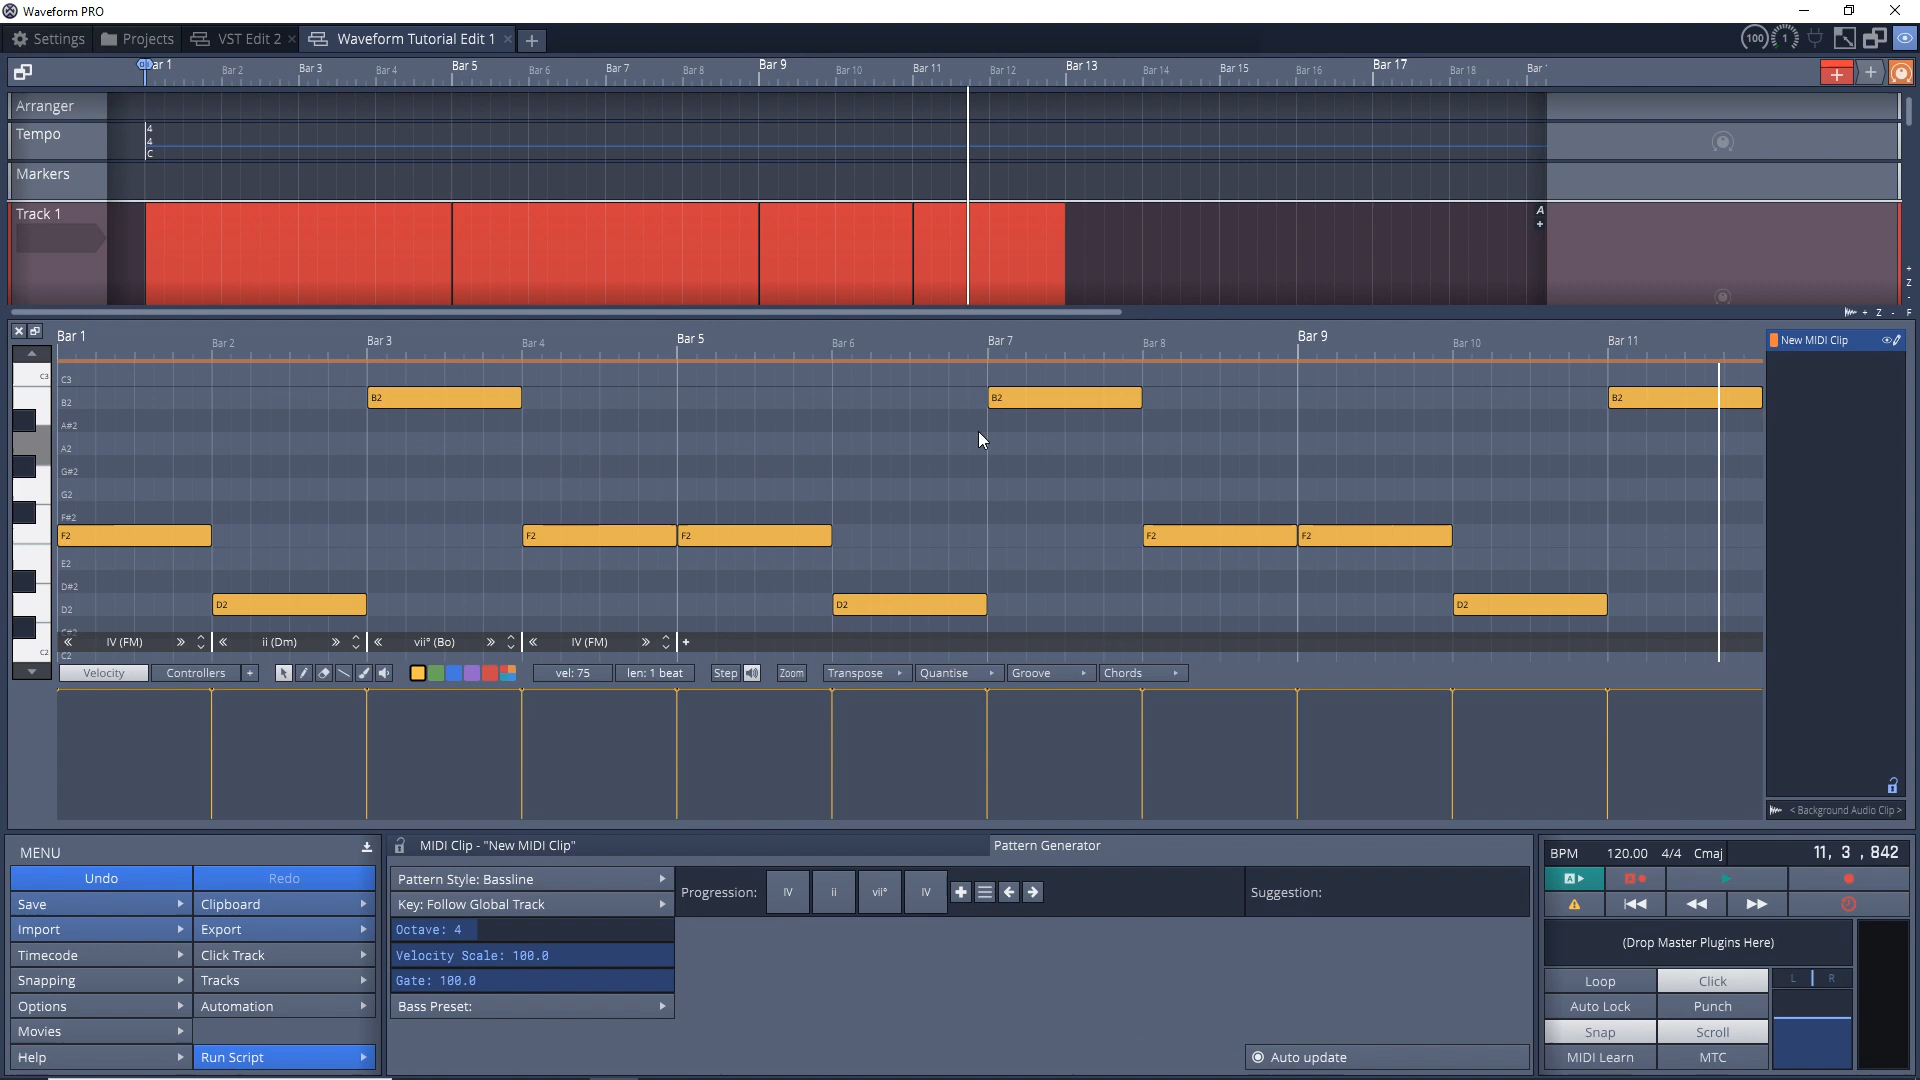 Waveform PRO
Settings Projects VST Edit 2 Waveform Tutorial Edit 1 100 1
ar 1 Bar 2 Bar 3 Bar 4 Bar 5 Bar 6 Bar 7 Bar 8 Bar 9 Bar 10 Bar 11 Bar 12 Bar 13 Bar 14 Bar 15 Bar 16 Bar 17 Bar 18 Bar
Arranger
Tempo 4
4
C
Markers
Track 1 A
+
+ Z -
+ Z - F
Bar 1 Bar 2 Bar 3 Bar 4 Bar 5 Bar 6 Bar 7 Bar 8 Bar 9 Bar 10 Bar 11 New MIDI Clip
C3 C3
B2 B2 B2 B2
A#2
A2
G#2
G2
F#2
F2 F2 F2 F2 F2
E2
D#2
D2 D2 D2 D2
IV (FM) ii (Dm) vii° (Bo) IV (FM) +
C2 C2
Velocity Controllers + vel: 75 len: 1 beat Step Zoom Transpose Quantise Groove Chords
< Background Audio Clip >
MENU
Undo Redo
Save Clipboard
Import Export
Timecode Click Track
Snapping Tracks
Options Automation
Movies
Help Run Script
MIDI Clip - "New MIDI Clip" Pattern Generator
Pattern Style: Bassline
Key: Follow Global Track
Octave: 4
Velocity Scale: 100.0
Gate: 100.0
Bass Preset:
Progression: IV ii vii° IV Suggestion:
Auto update
BPM 120.00 4/4 Cmaj 11, 3 , 842
A A
(Drop Master Plugins Here)
Loop Click L R
Auto Lock Punch
Snap Scroll
MIDI Learn MTC